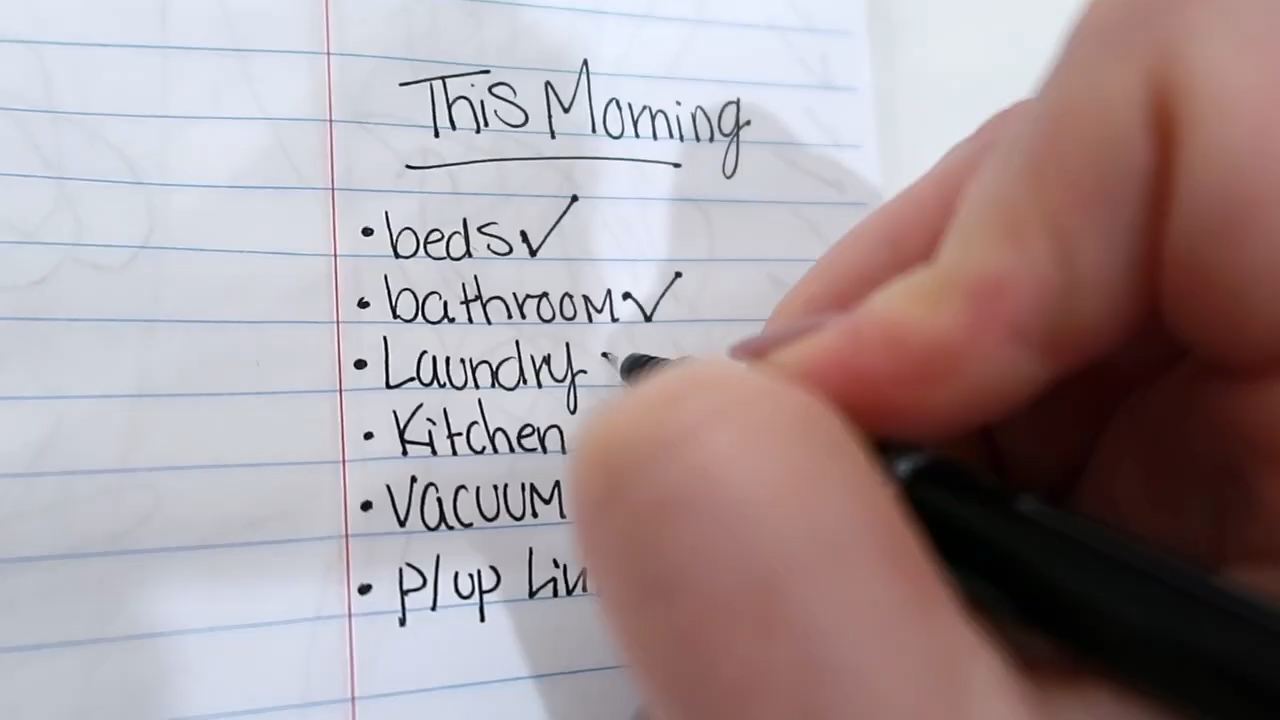 This Morning
• beds✓
• bathroom✓
• Laundry
• Kitchen
• Vacuum
• p/up